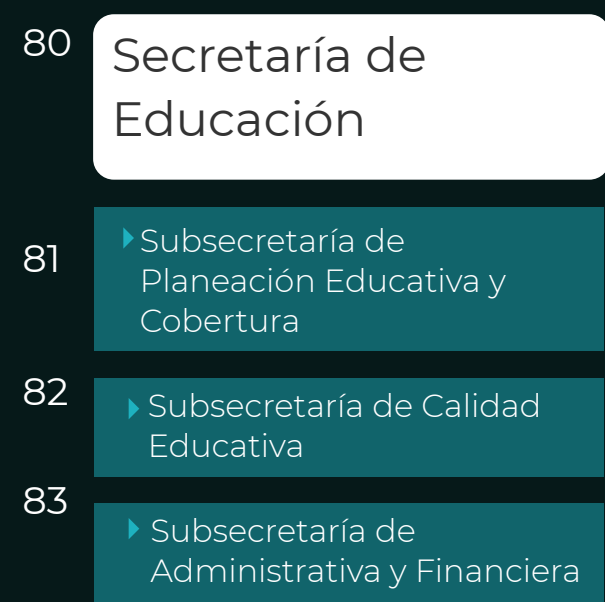 80
Secretaría de
Educación
81
Subsecretaría de
Planeación Educativa y
Cobertura
82
Subsecretaría de Calidad
Educativa
83
Subsecretaría de
Administrativa y Financiera